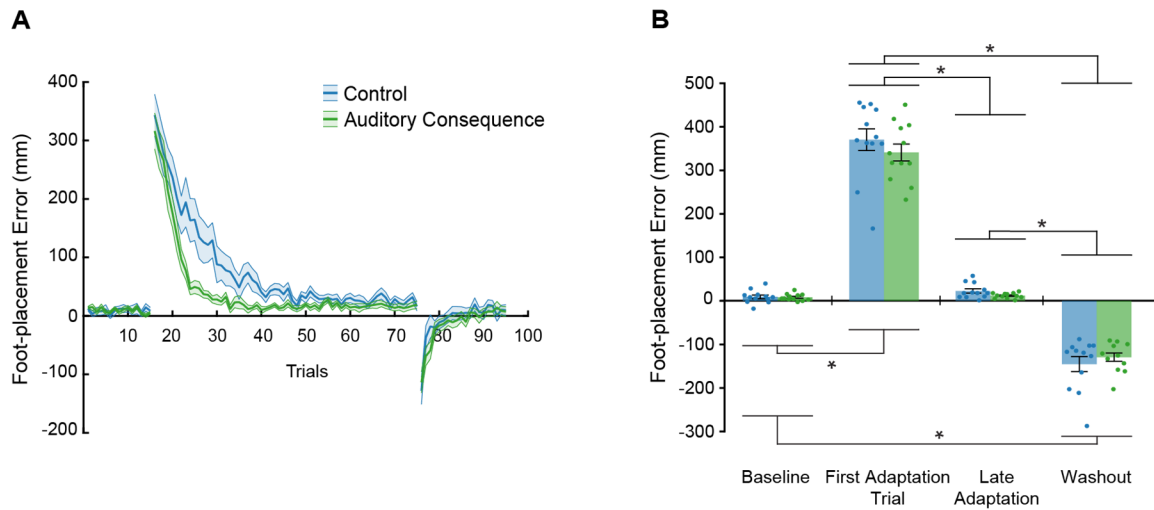 A
Foot-placement Error (mm)
400
300
200
100
0
-100
-200
10 20 30 40 50 60 70 80 90 100
Trials
Control
Auditory Consequence
B
Foot-placement Error (mm)
500
400
300
200
100
0
-100
-200
-300
*
*
*
*
*
Baseline
First Adaptation
Trial
Late
Adaptation
Washout